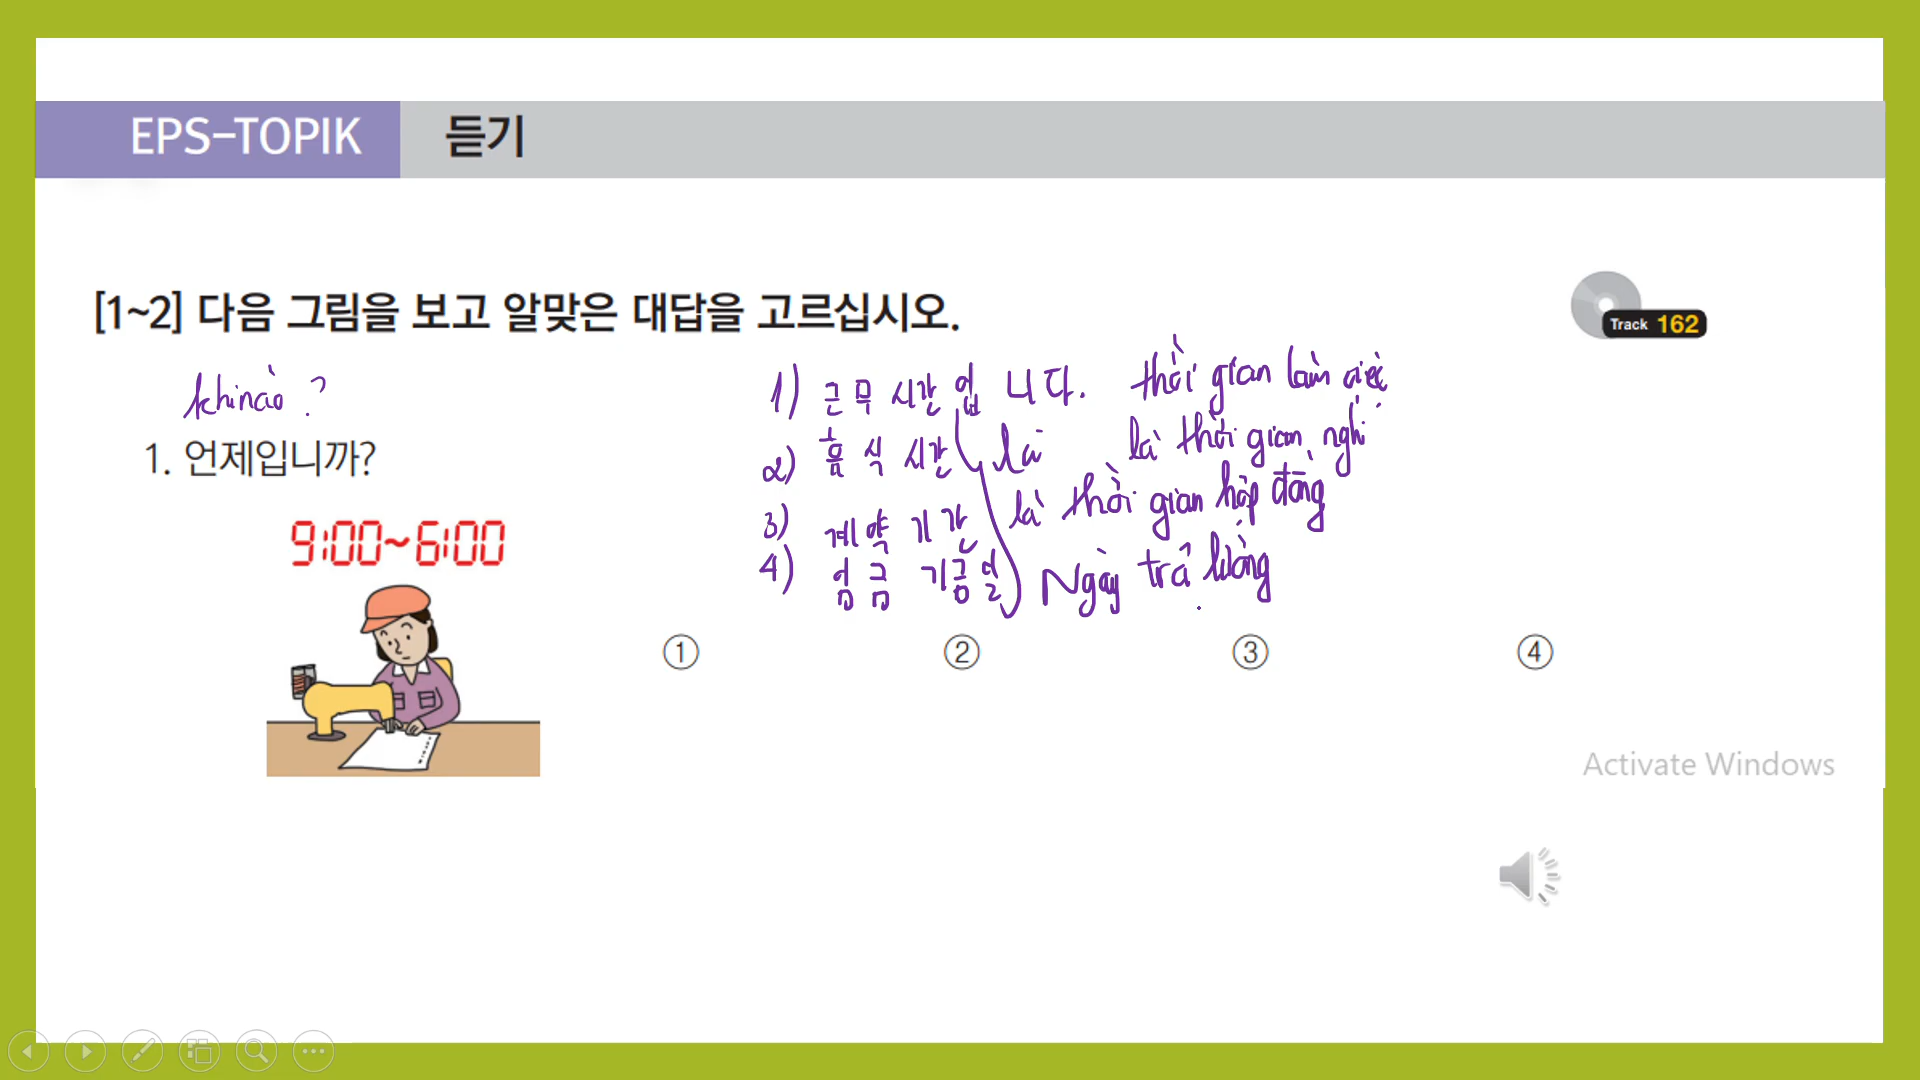 EPS-TOPIK 듣기
[1~2] 다음 그림을 보고 알맞은 대답을 고르십시오.
Track 162
khi nào ?
1. 언제입니까?
9:00~6:00
1) 근무 시간 입 니다. thời gian làm việc
2) 휴식 시간 là là thời gian nghỉ
3) 계약 기간 là thời gian hợp đồng
4) 임금 기금일 Ngày trả lương
① ② ③ ④
Activate Windows